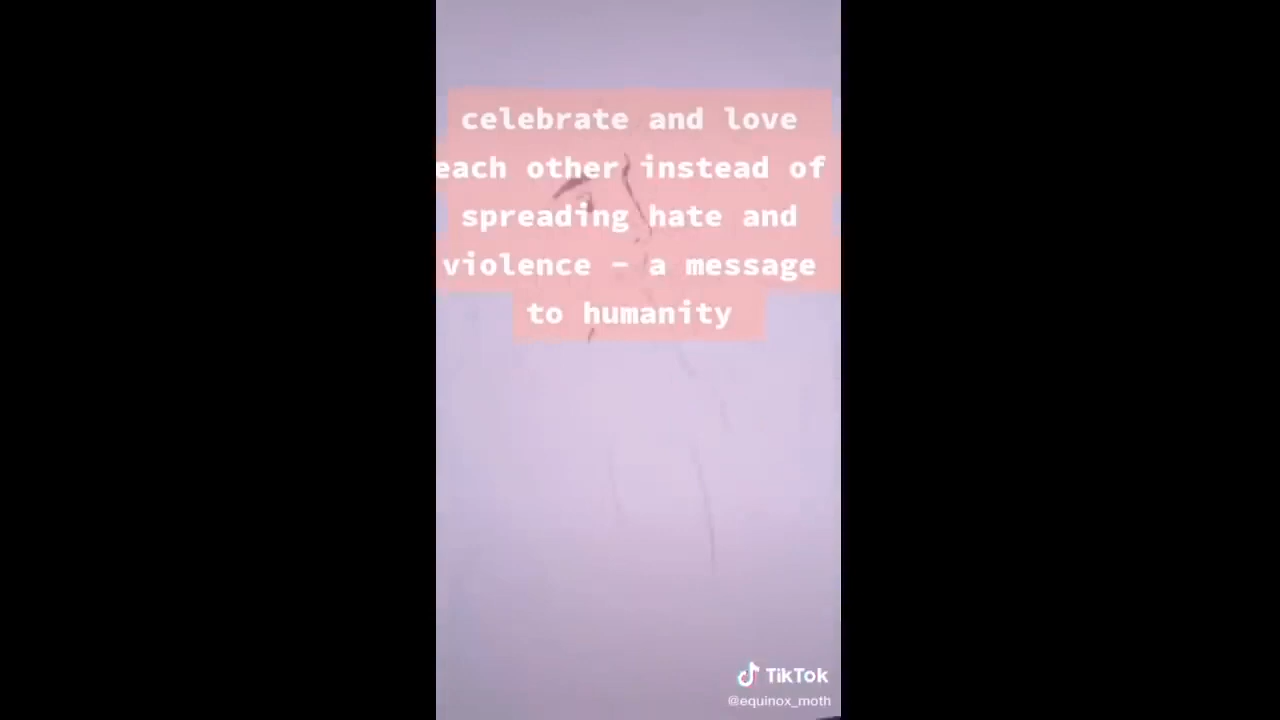 celebrate and love
each other instead of
spreading hate and
violence - a message
to humanity
TikTok
@equinox_moth